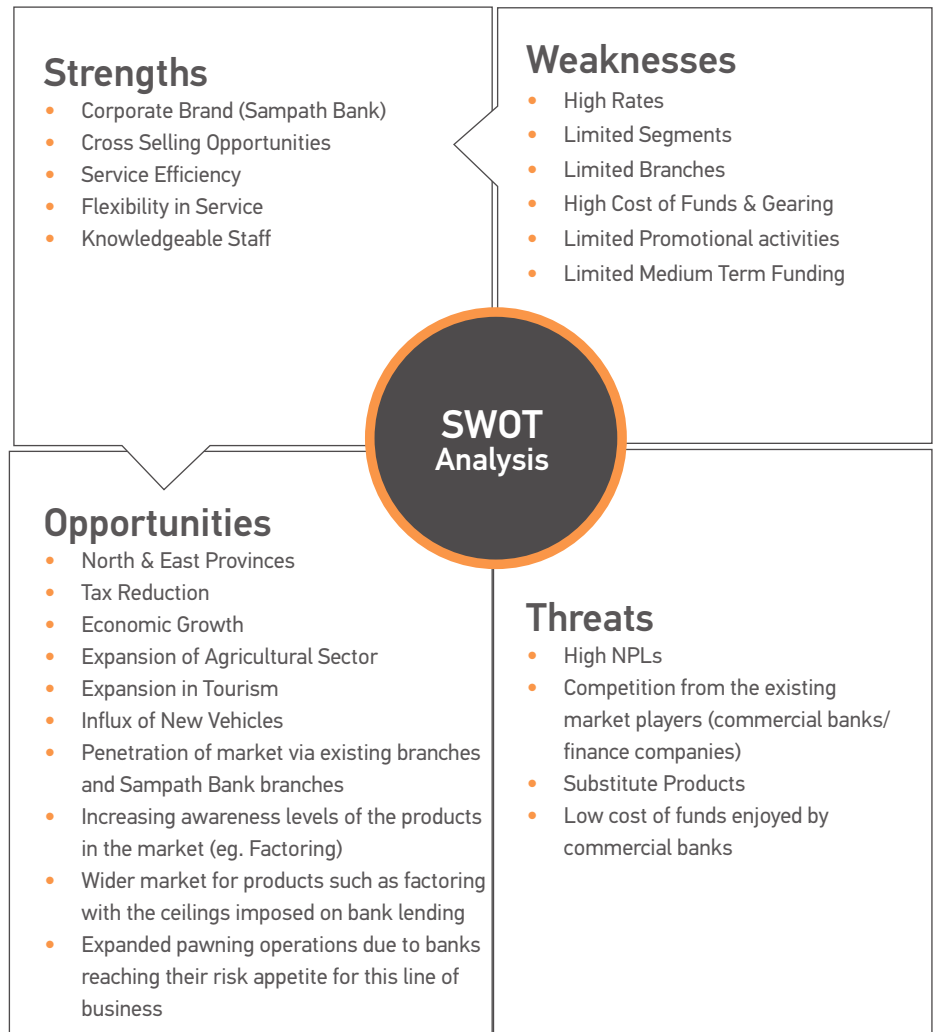 Strengths
• Corporate Brand (Sampath Bank)
• Cross Selling Opportunities
• Service Efficiency
• Flexibility in Service
• Knowledgeable Staff
Weaknesses
• High Rates
• Limited Segments
• Limited Branches
• High Cost of Funds & Gearing
• Limited Promotional activities
• Limited Medium Term Funding
SWOT
Analysis
Opportunities
• North & East Provinces
• Tax Reduction
• Economic Growth
• Expansion of Agricultural Sector
• Expansion in Tourism
• Influx of New Vehicles
• Penetration of market via existing branches
and Sampath Bank branches
• Increasing awareness levels of the products
in the market (eg. Factoring)
• Wider market for products such as factoring
with the ceilings imposed on bank lending
• Expanded pawning operations due to banks
reaching their risk appetite for this line of
business
Threats
• High NPLs
• Competition from the existing
market players (commercial banks/
finance companies)
• Substitute Products
• Low cost of funds enjoyed by
commercial banks